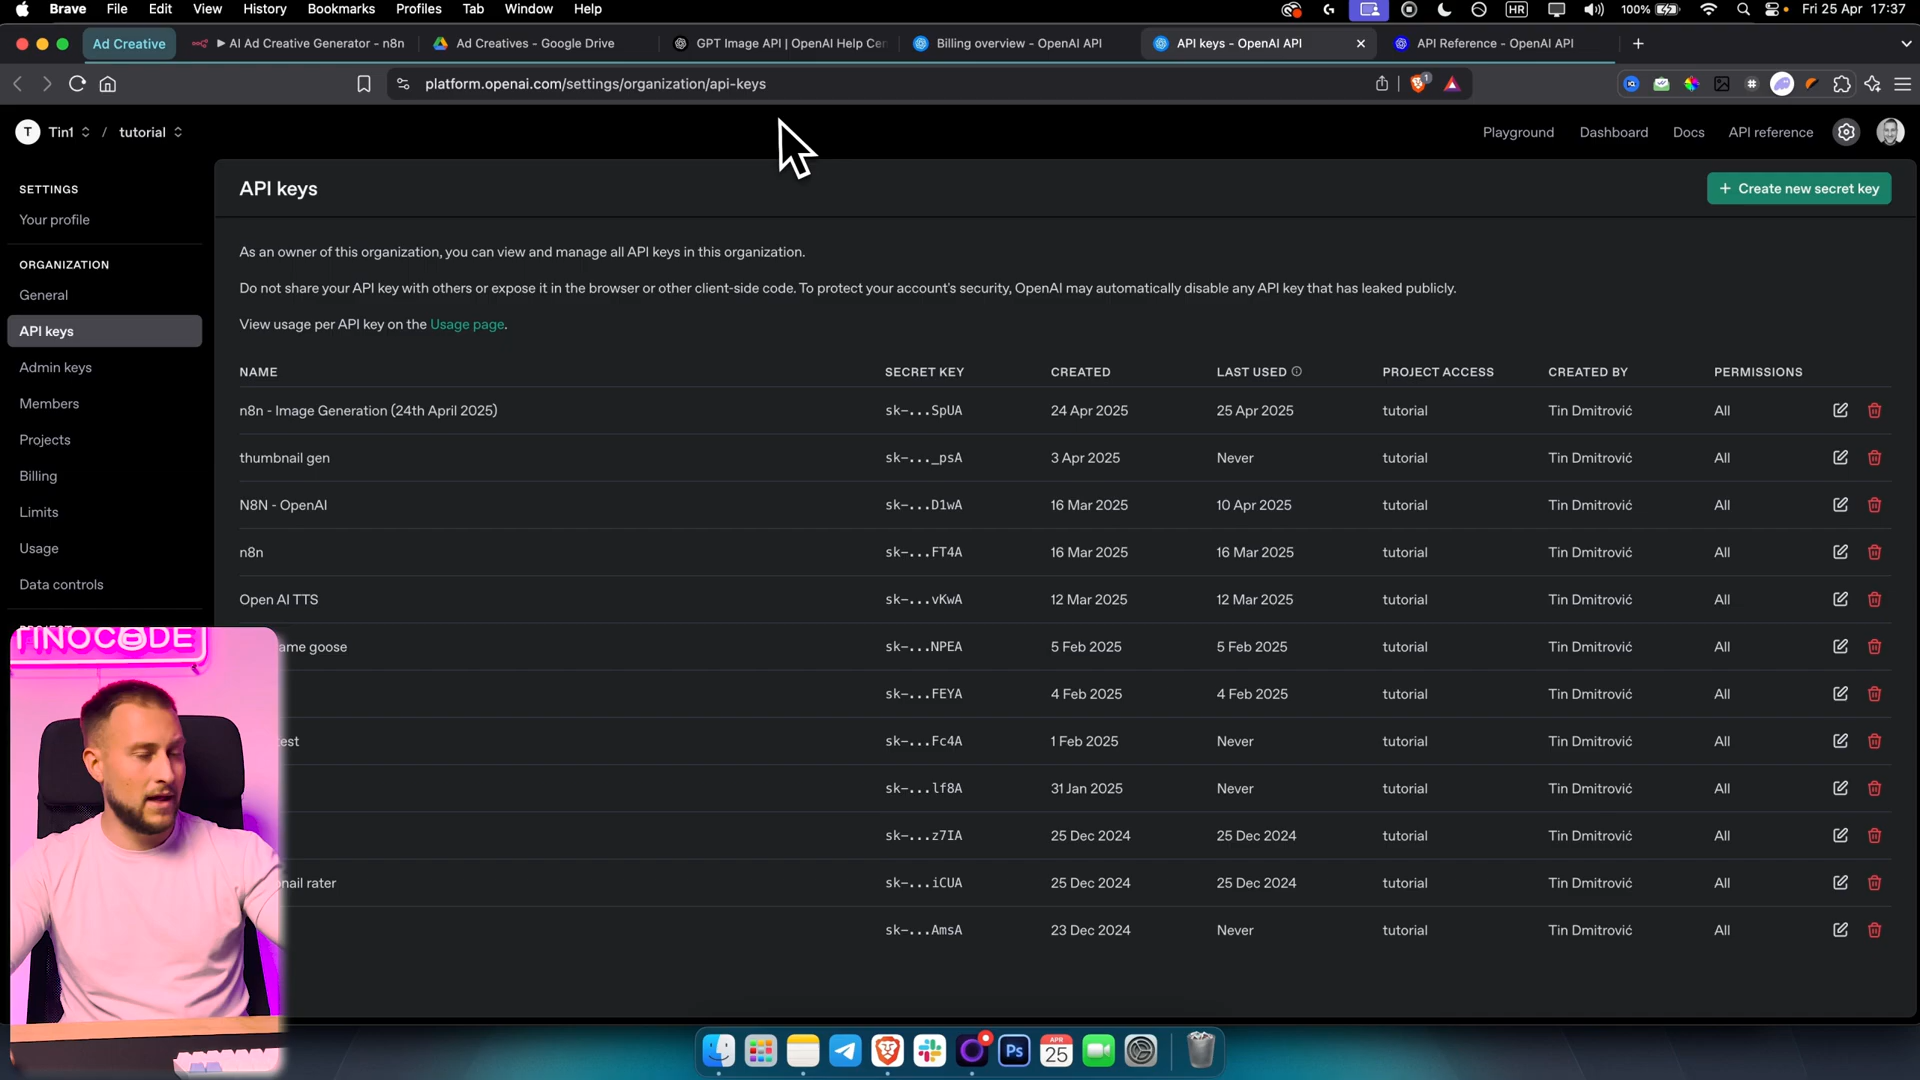 Brave File Edit View History Bookmarks Profiles Tab Window Help HR 100% Fri 25 Apr 17:37
Ad Creative AI Ad Creative Generator - n8n Ad Creatives - Google Drive GPT Image API | OpenAI Help Cen Billing overview - OpenAI API API keys - OpenAI API API Reference - OpenAI API
platform.openai.com/settings/organization/api-keys 1
T Tin1 / tutorial Playground Dashboard Docs API reference
SETTINGS
Your profile
ORGANIZATION
General
API keys
Admin keys
Members
Projects
Billing
Limits
Usage
Data controls
API keys
+ Create new secret key
As an owner of this organization, you can view and manage all API keys in this organization.
Do not share your API key with others or expose it in the browser or other client-side code. To protect your account's security, OpenAI may automatically disable any API key that has leaked publicly.
View usage per API key on the Usage page.
NAME SECRET KEY CREATED LAST USED PROJECT ACCESS CREATED BY PERMISSIONS
n8n - Image Generation (24th April 2025) sk-...SpUA 24 Apr 2025 25 Apr 2025 tutorial Tin Dmitrović All
thumbnail gen sk-..._psA 3 Apr 2025 Never tutorial Tin Dmitrović All
N8N - OpenAI sk-...D1wA 16 Mar 2025 10 Apr 2025 tutorial Tin Dmitrović All
n8n sk-...FT4A 16 Mar 2025 16 Mar 2025 tutorial Tin Dmitrović All
Open AI TTS sk-...vKwA 12 Mar 2025 12 Mar 2025 tutorial Tin Dmitrović All
ame goose sk-...NPEA 5 Feb 2025 5 Feb 2025 tutorial Tin Dmitrović All
sk-...FEYA 4 Feb 2025 4 Feb 2025 tutorial Tin Dmitrović All
test sk-...Fc4A 1 Feb 2025 Never tutorial Tin Dmitrović All
sk-...lf8A 31 Jan 2025 Never tutorial Tin Dmitrović All
sk-...z7IA 25 Dec 2024 25 Dec 2024 tutorial Tin Dmitrović All
nail rater sk-...iCUA 25 Dec 2024 25 Dec 2024 tutorial Tin Dmitrović All
sk-...AmsA 23 Dec 2024 Never tutorial Tin Dmitrović All
TINOCODE
Ps APR 25